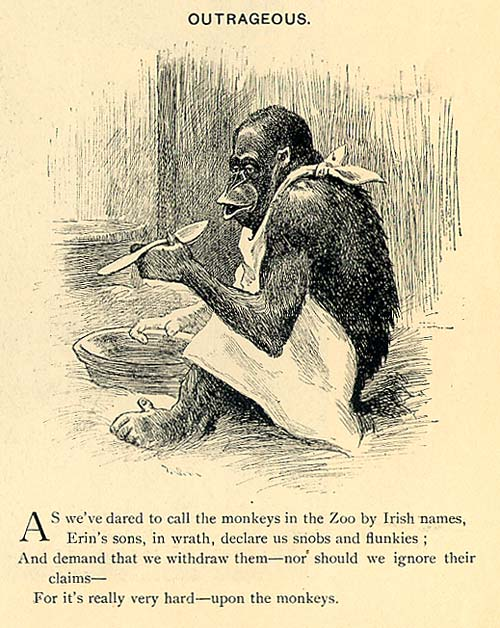 OUTRAGEOUS.
AS we've dared to call the monkeys in the Zoo by Irish names,
Erin's sons, in wrath, declare us snobs and flunkies ;
And demand that we withdraw them—nor should we ignore their
claims—
For it's really very hard—upon the monkeys.